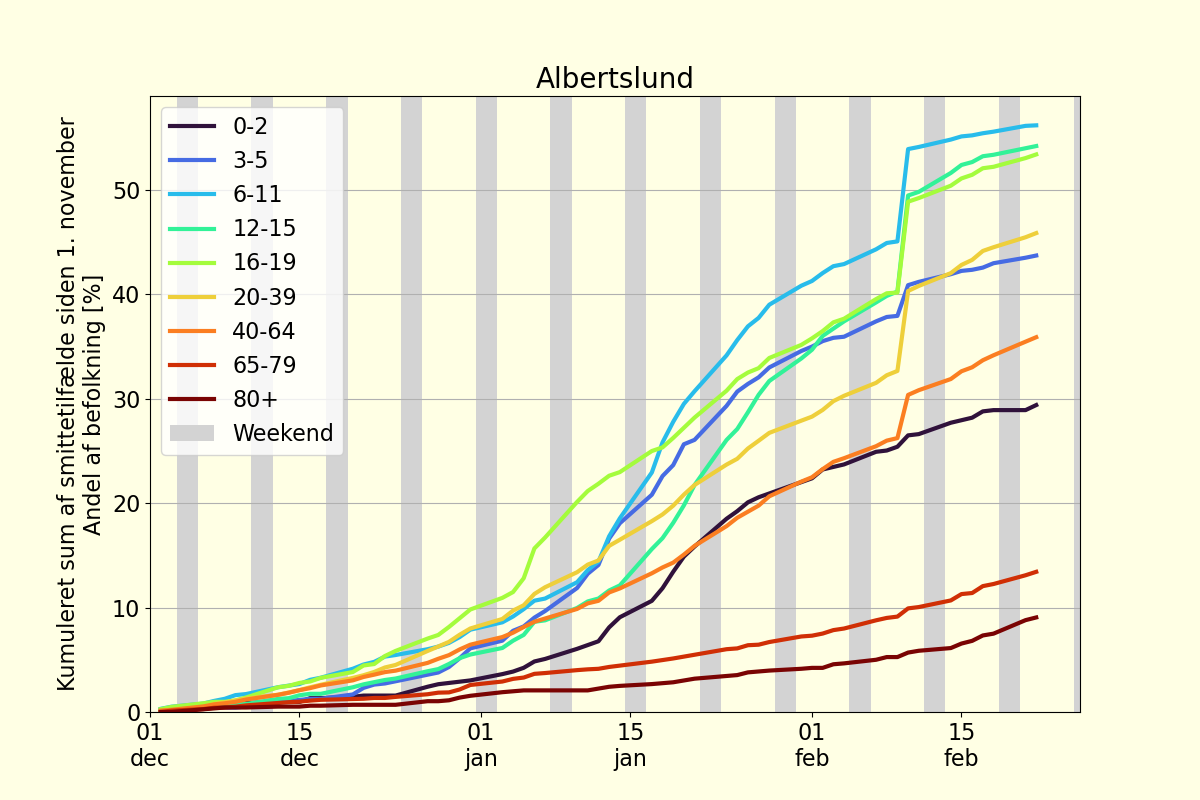 Albertslund
Kumuleret sum af smittetilfælde siden 1. november
Andel af befolkning [%]
50
40
30
20
10
0
0-2
3-5
6-11
12-15
16-19
20-39
40-64
65-79
80+
Weekend
01 15 01 15 01 15
dec dec jan jan feb feb